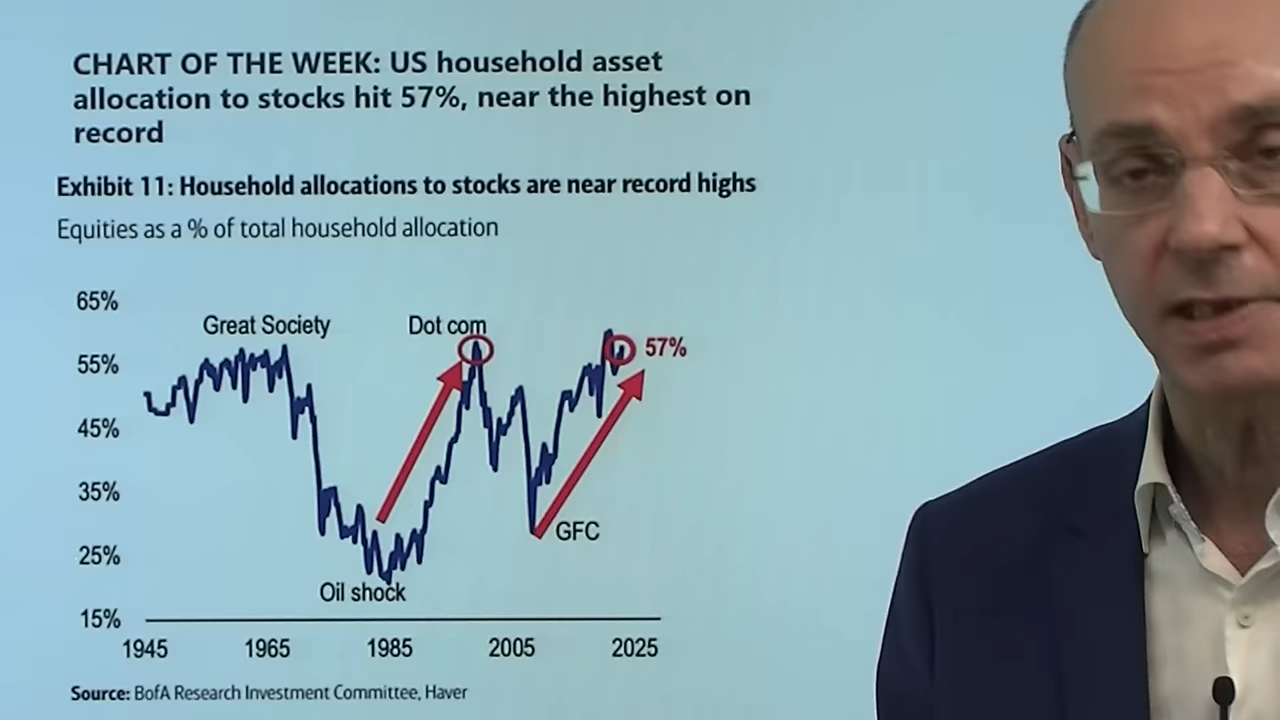 CHART OF THE WEEK: US household asset
allocation to stocks hit 57%, near the highest on
record
Exhibit 11: Household allocations to stocks are near record highs
Equities as a % of total household allocation
65%
Great Society
Dot com
55%
57%
45%
35%
GFC
25%
Oil shock
15%
1945 1965 1985 2005 2025
Source: BofA Research Investment Committee, Haver